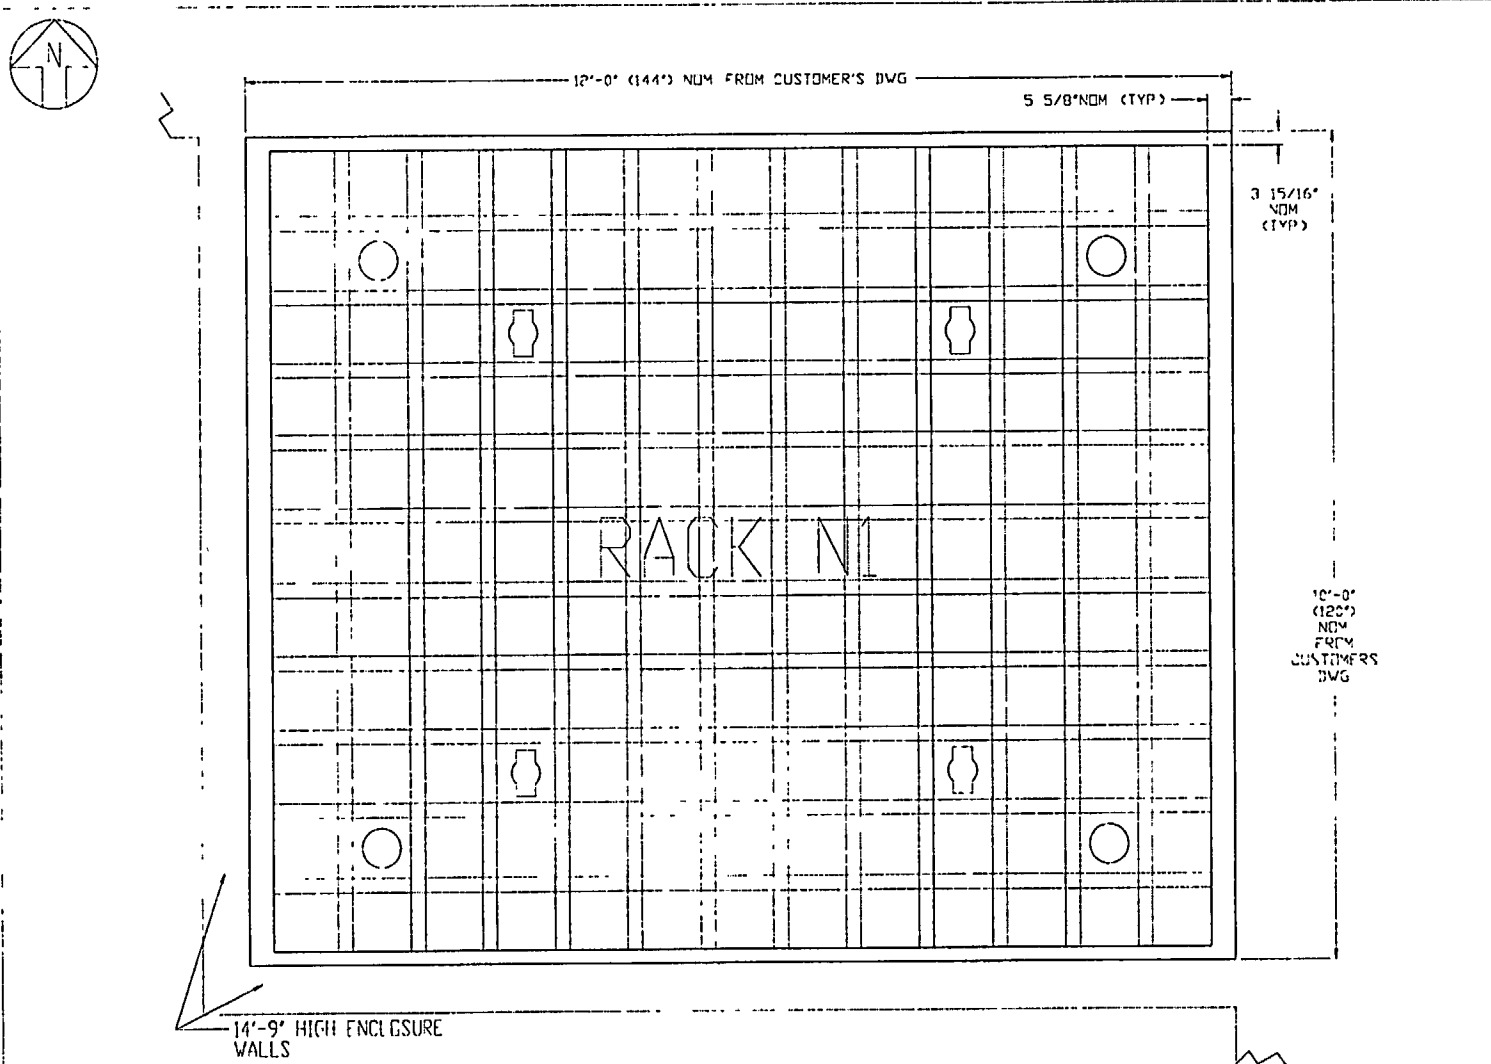 N
12'-0" (144") NOM FROM CUSTOMER'S DWG
5 5/8"NOM (TYP)
3 15/16"
NOM
(TYP)
RACK N1
10'-0"
(120")
NOM
FROM
CUSTOMERS
DWG
14'-9" HIGH ENCLOSURE
WALLS